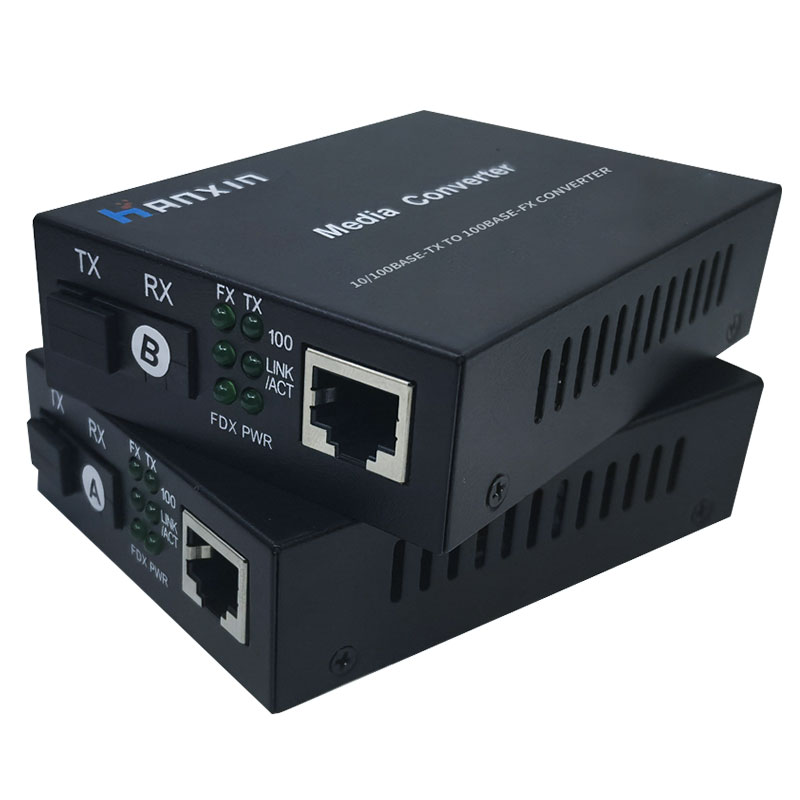 HANXIN
Media Converter
10/100BASE-TX TO 100BASE-FX CONVERTER
TX RX FX TX
B
100
LINK
/ACT
FDX PWR
TX RX FX TX
A
100
LINK
/ACT
FDX PWR